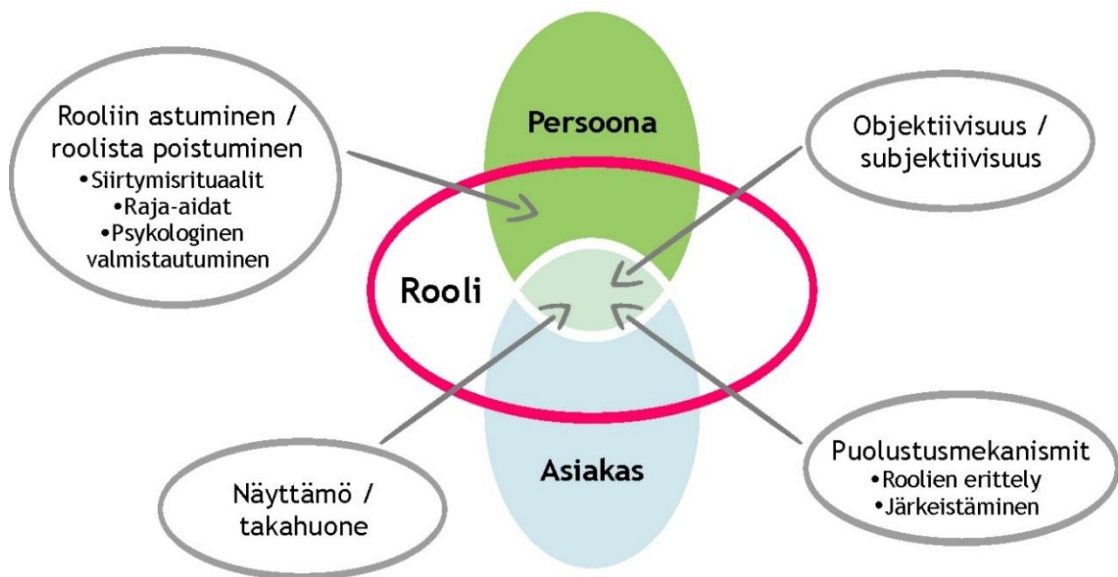 Rooliin astuminen /
roolista poistuminen
•Siirtymisrituaalit
•Raja-aidat
•Psykologinen
valmistautuminen
Persoona
Objektiivisuus /
subjektiivisuus
Rooli
Näyttämö /
takahuone
Asiakas
Puolustusmekanismit
•Roolien erittely
•Järkeistäminen